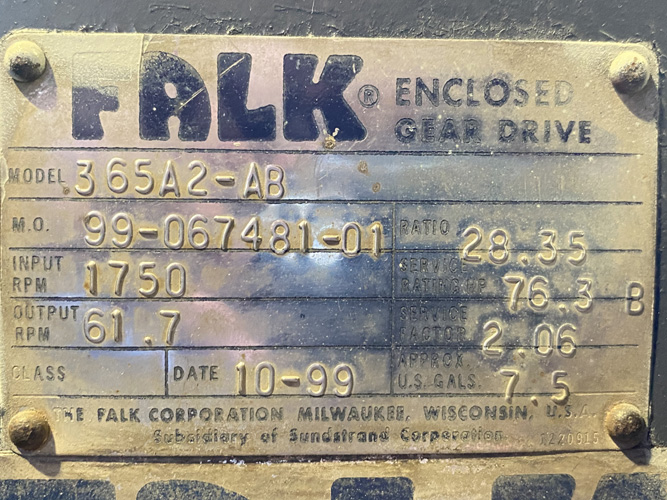 FALK® ENCLOSED
GEAR DRIVE
MODEL 365A2-AB
M.O. 99-067481-01
RATIO 28.35
INPUT RPM 1750
SERVICE RATING HP 76.3 B
OUTPUT RPM 61.7
SERVICE FACTOR 2.06
CLASS
DATE 10-99
APPROX. U.S. GALS. 7.5
THE FALK CORPORATION MILWAUKEE, WISCONSIN, U.S.A.
Subsidiary of Sundstrand Corporation